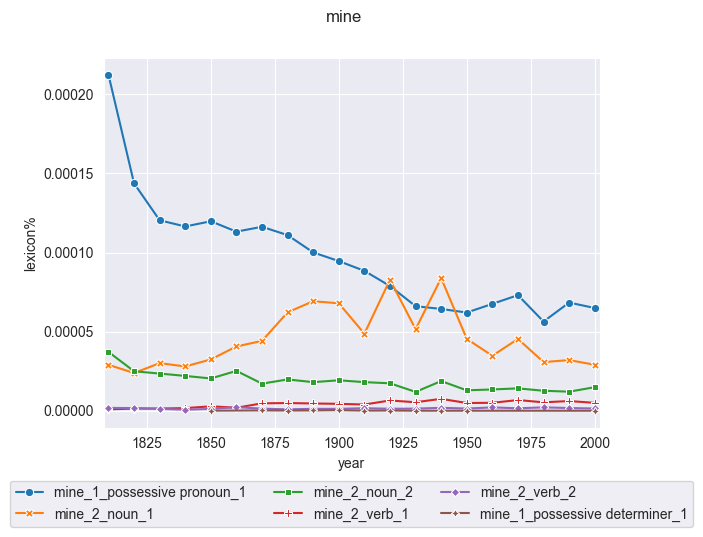 mine
0.00020
0.00015
0.00010
0.00005
0.00000
lexicon%
1825 1850 1875 1900 1925 1950 1975 2000
year
mine_1_possessive pronoun_1 mine_2_noun_2 mine_2_verb_2
mine_2_noun_1 mine_2_verb_1 mine_1_possessive determiner_1